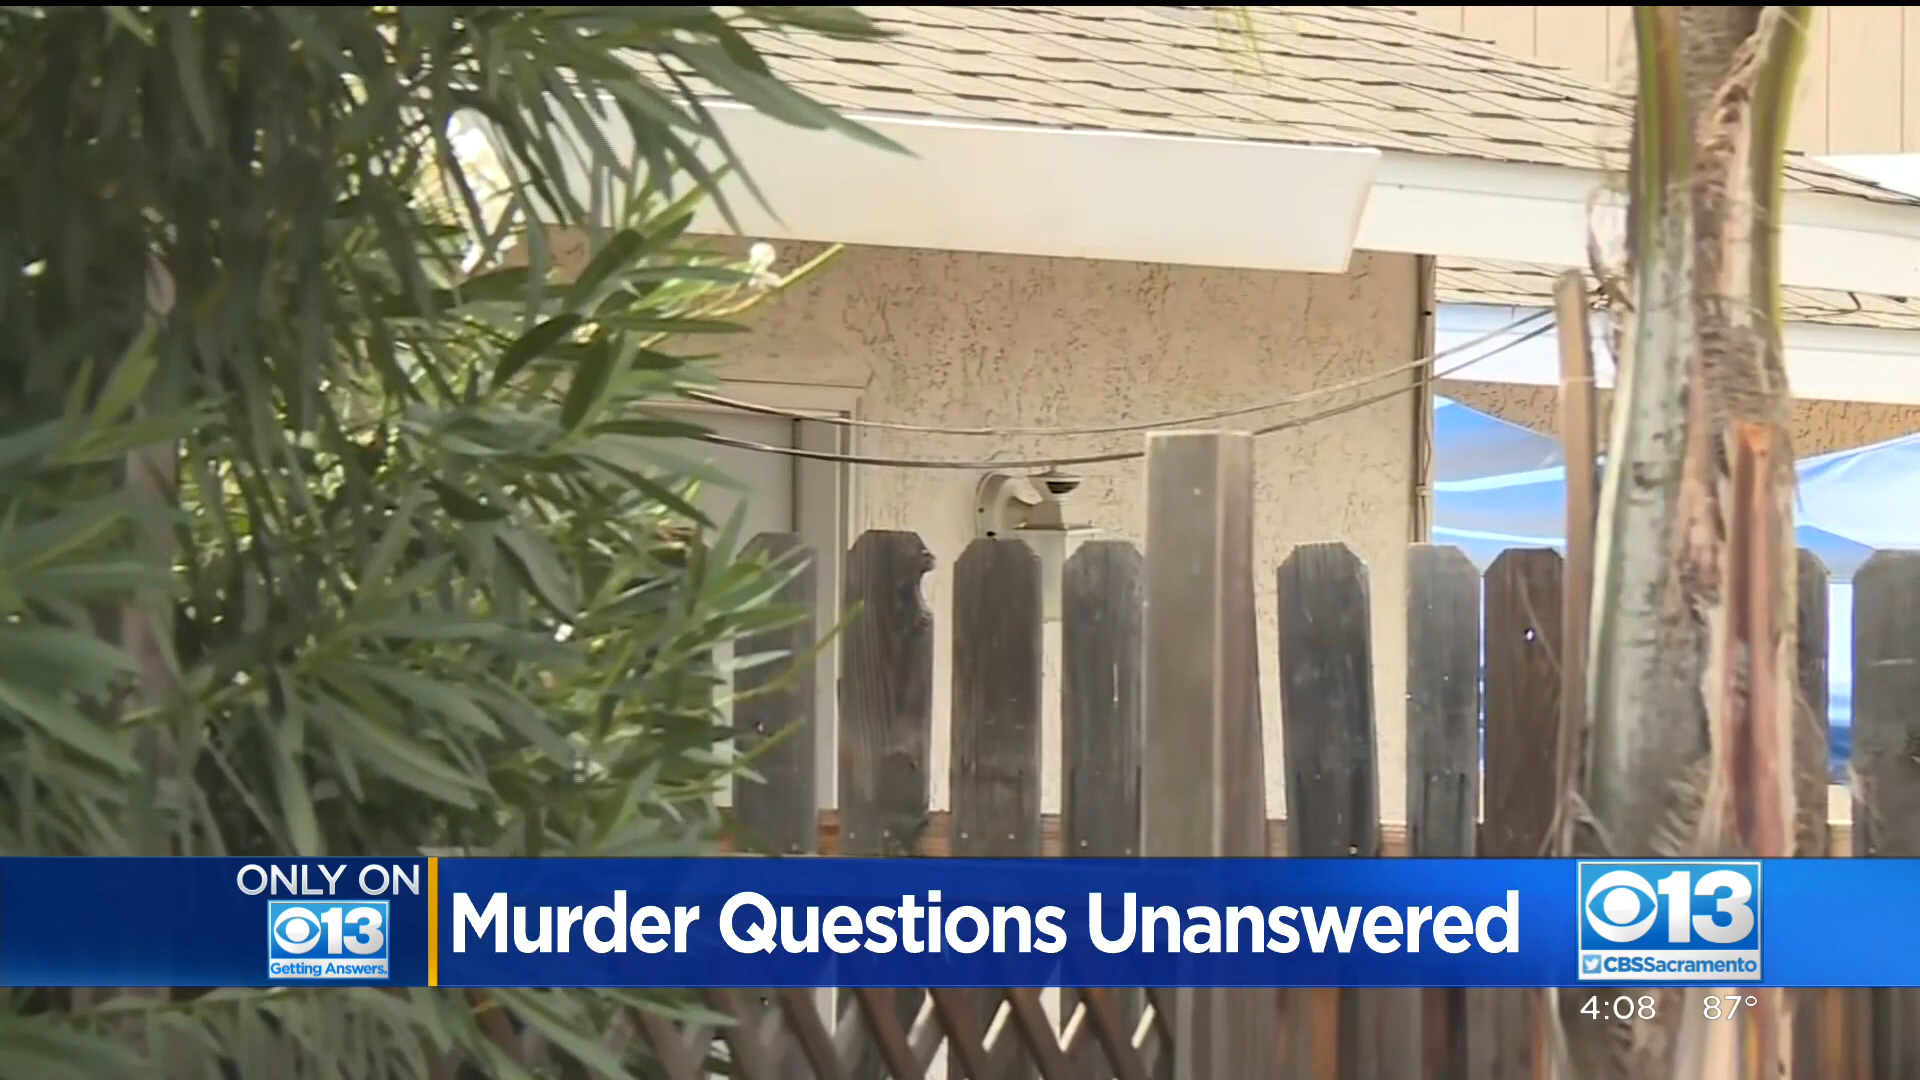 ONLY ON
13
Getting Answers.
Murder Questions Unanswered
13
CBSSacramento
4:08 87°